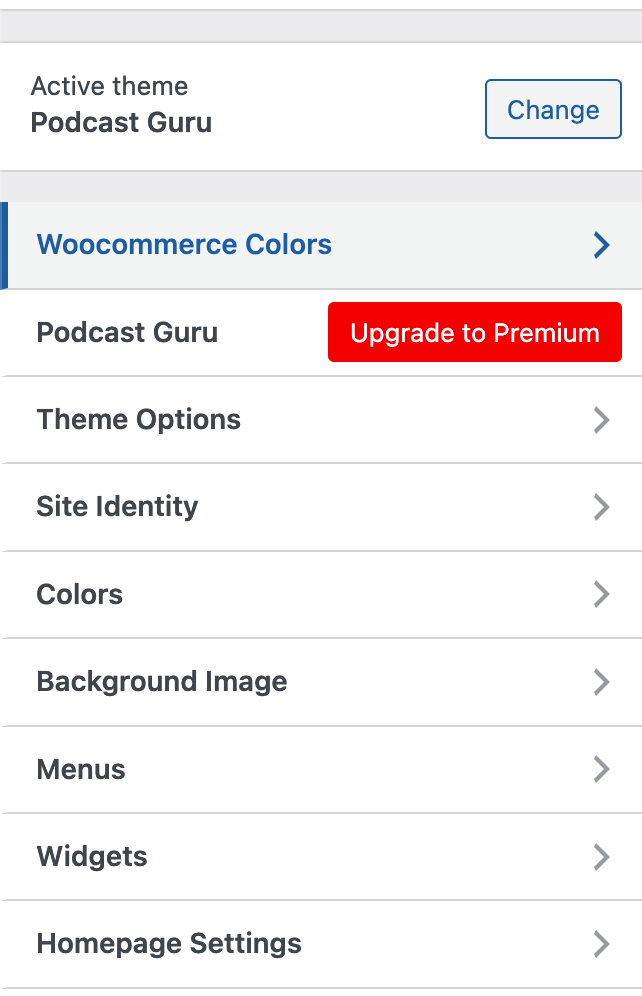 Active theme
Podcast Guru
Change
Woocommerce Colors
Podcast Guru
Upgrade to Premium
Theme Options
Site Identity
Colors
Background Image
Menus
Widgets
Homepage Settings